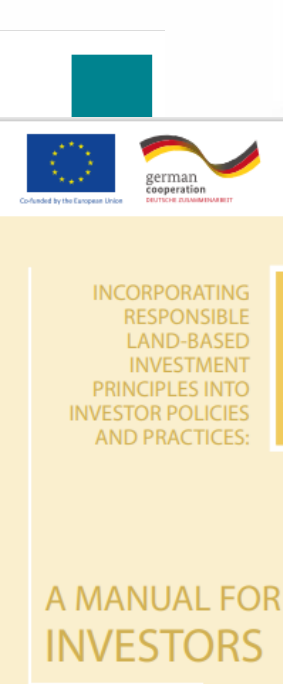 Co-funded by the European Union
german
cooperation
DEUTSCHE ZUSAMMENARBEIT
INCORPORATING
RESPONSIBLE
LAND-BASED
INVESTMENT
PRINCIPLES INTO
INVESTOR POLICIES
AND PRACTICES:
A MANUAL FOR
INVESTORS